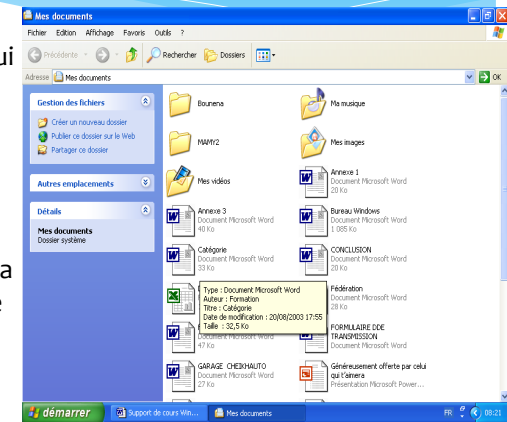 ui
a
e
Mes documents
Fichier Edition Affichage Favoris Outils ?
Précédente Rechercher Dossiers
Adresse Mes documents OK
Gestion des fichiers
Créer un nouveau dossier
Publier ce dossier sur le Web
Partager ce dossier
Autres emplacements
Détails
Mes documents
Dossier système
Bounena
Ma musique
MAMY2
Mes images
Mes vidéos
Annexe 1
Document Microsoft Word
20 Ko
Annexe 3
Document Microsoft Word
40 Ko
Bureau Windows
Document Microsoft Word
1 085 Ko
Catégorie
Document Microsoft Word
33 Ko
CONCLUSION
Document Microsoft Word
20 Ko
Type : Document Microsoft Word
Auteur : Formation
Titre : Catégorie
Date de modification : 20/08/2003 17:55
Taille : 32,5 Ko
Fédération
Document Microsoft Word
28 Ko
Document Microsoft Word
47 Ko
FORMULAIRE DDE
TRANSMISSION
Document Microsoft Word
GARAGE CHEIKHAUTO
Document Microsoft Word
27 Ko
Généreusement offerte par celui
qui t'aimera
Présentation Microsoft Power...
démarrer
Support de cours Win...
Mes documents
FR
08:21